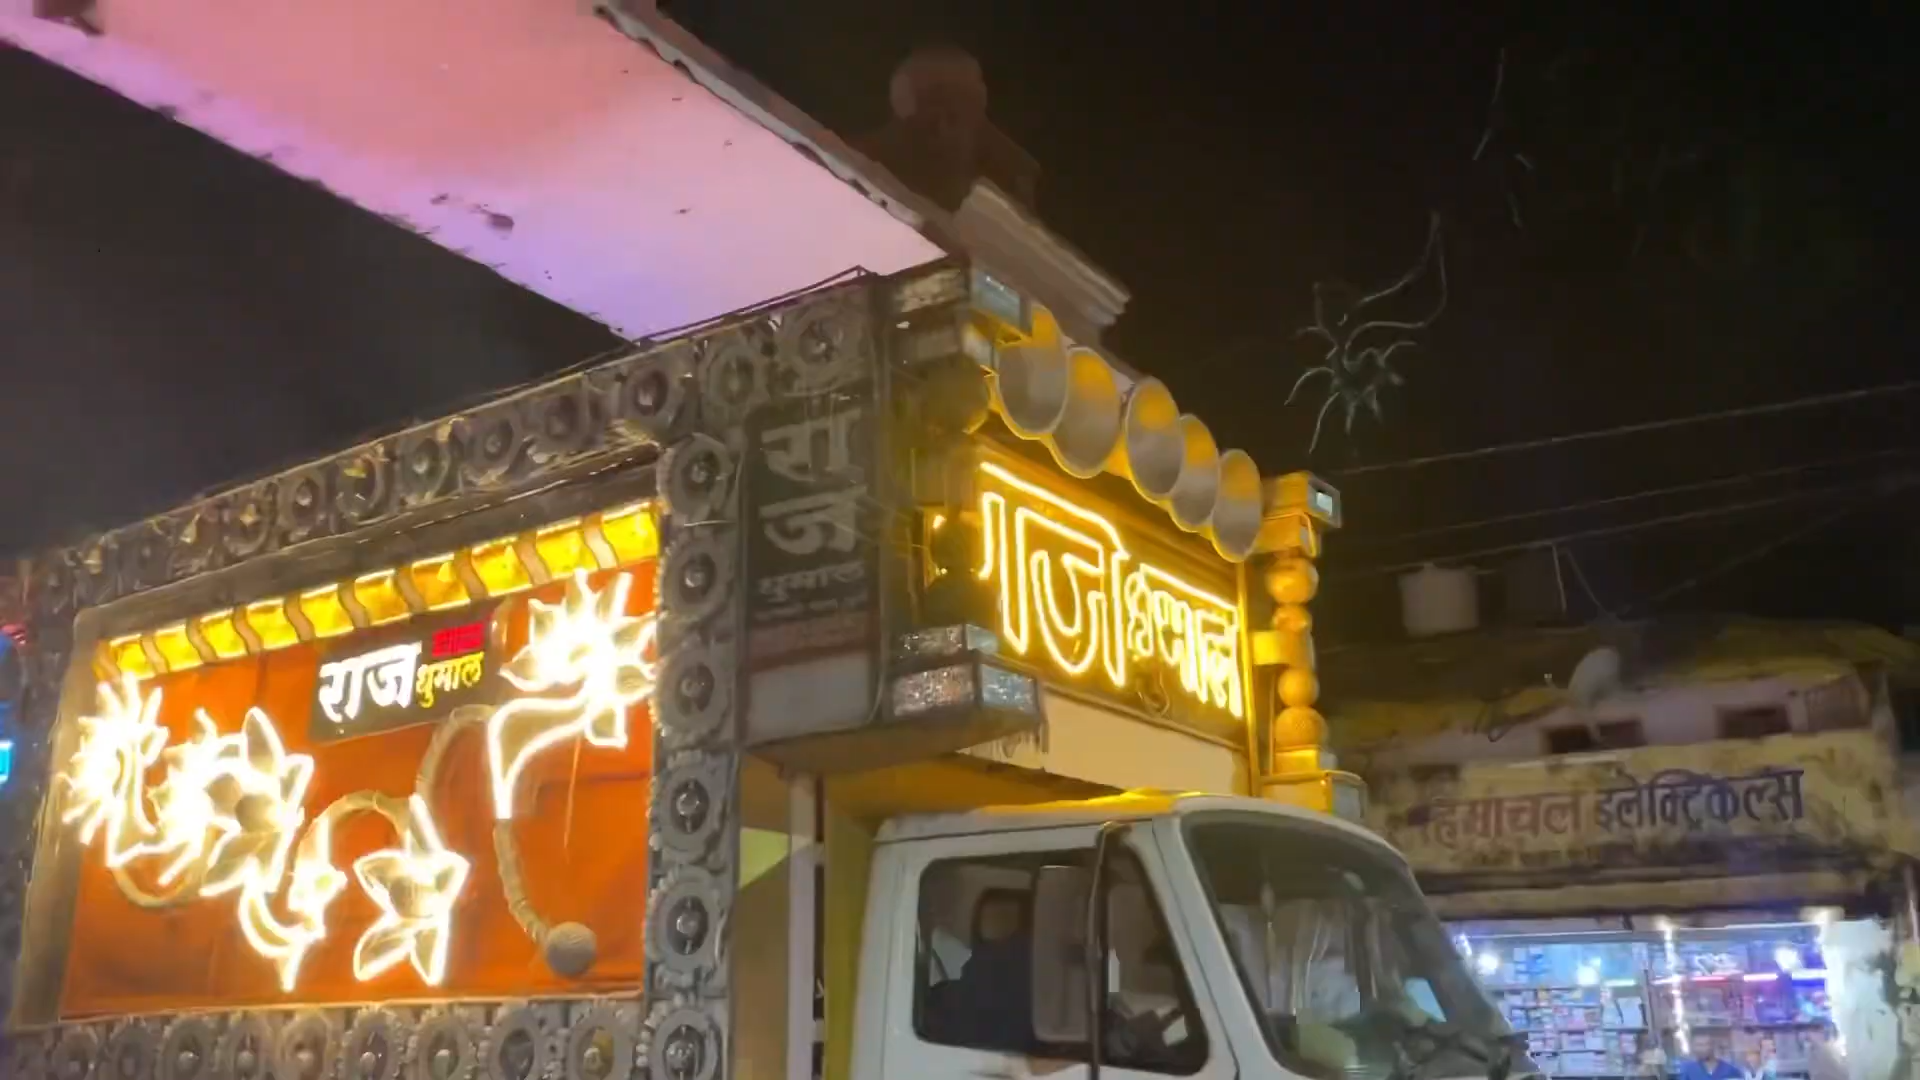 राज
धुमाल
रा
ज
धुमाल
राज धुमाल
हिमाचल इलेक्ट्रिकल्स